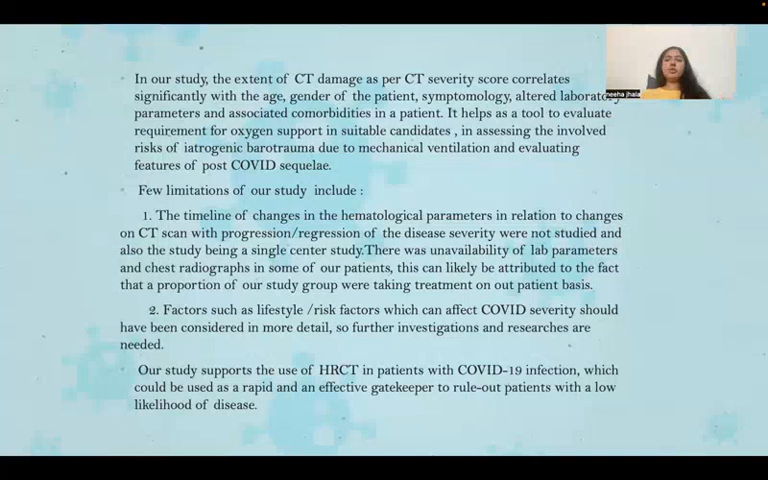 In our study, the extent of CT damage as per CT severity score correlates
significantly with the age, gender of the patient, symptomology, altered laboratory
parameters and associated comorbidities in a patient. It helps as a tool to evaluate
requirement for oxygen support in suitable candidates , in assessing the involved
risks of iatrogenic barotrauma due to mechanical ventilation and evaluating
features of post COVID sequelae.
Few limitations of our study include :
1. The timeline of changes in the hematological parameters in relation to changes
on CT scan with progression/regression of the disease severity were not studied and
also the study being a single center study.There was unavailability of lab parameters
and chest radiographs in some of our patients, this can likely be attributed to the fact
that a proportion of our study group were taking treatment on out patient basis.
2. Factors such as lifestyle /risk factors which can affect COVID severity should
have been considered in more detail, so further investigations and researches are
needed.
Our study supports the use of HRCT in patients with COVID-19 infection, which
could be used as a rapid and an effective gatekeeper to rule-out patients with a low
likelihood of disease.
neeha jhala